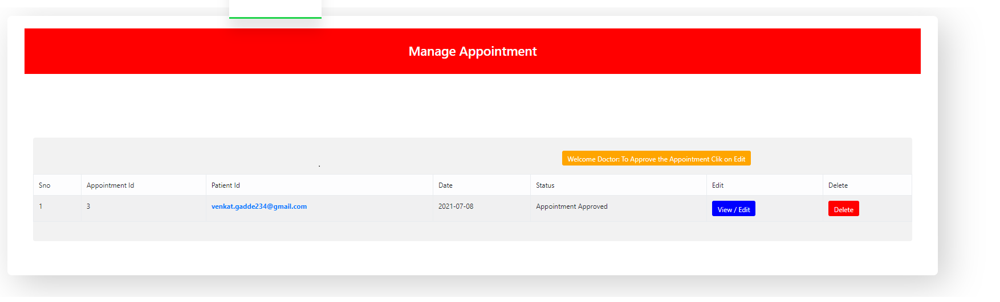 Manage Appointment
.
Welcome Doctor: To Approve the Appointment Clik on Edit
Sno Appointment Id Patient Id Date Status Edit Delete
1 3 venkat.gadde234@gmail.com 2021-07-08 Appointment Approved View / Edit Delete